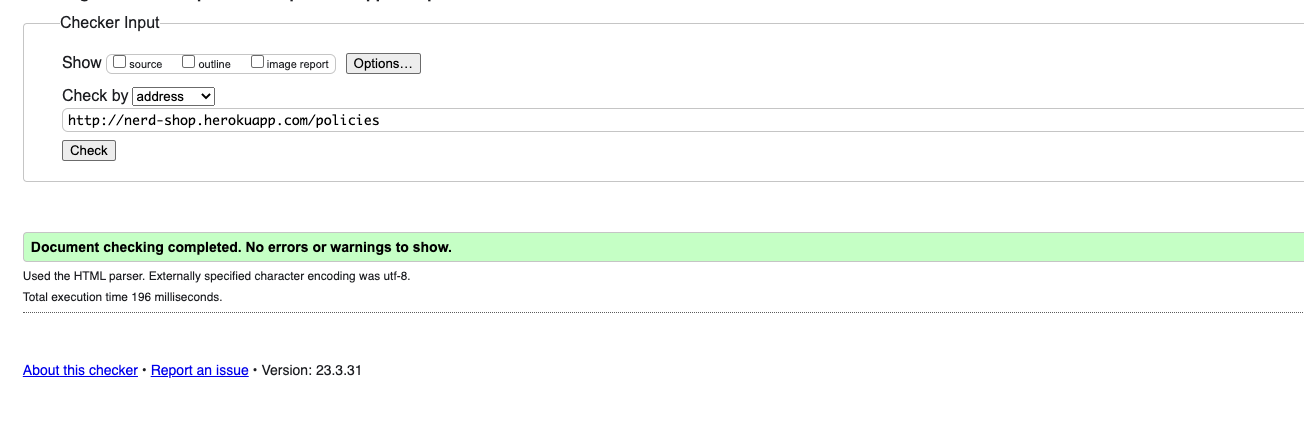 Checker Input
Show source outline image report Options...
Check by address
http://nerd-shop.herokuapp.com/policies
Check
Document checking completed. No errors or warnings to show.
Used the HTML parser. Externally specified character encoding was utf-8.
Total execution time 196 milliseconds.
About this checker • Report an issue • Version: 23.3.31